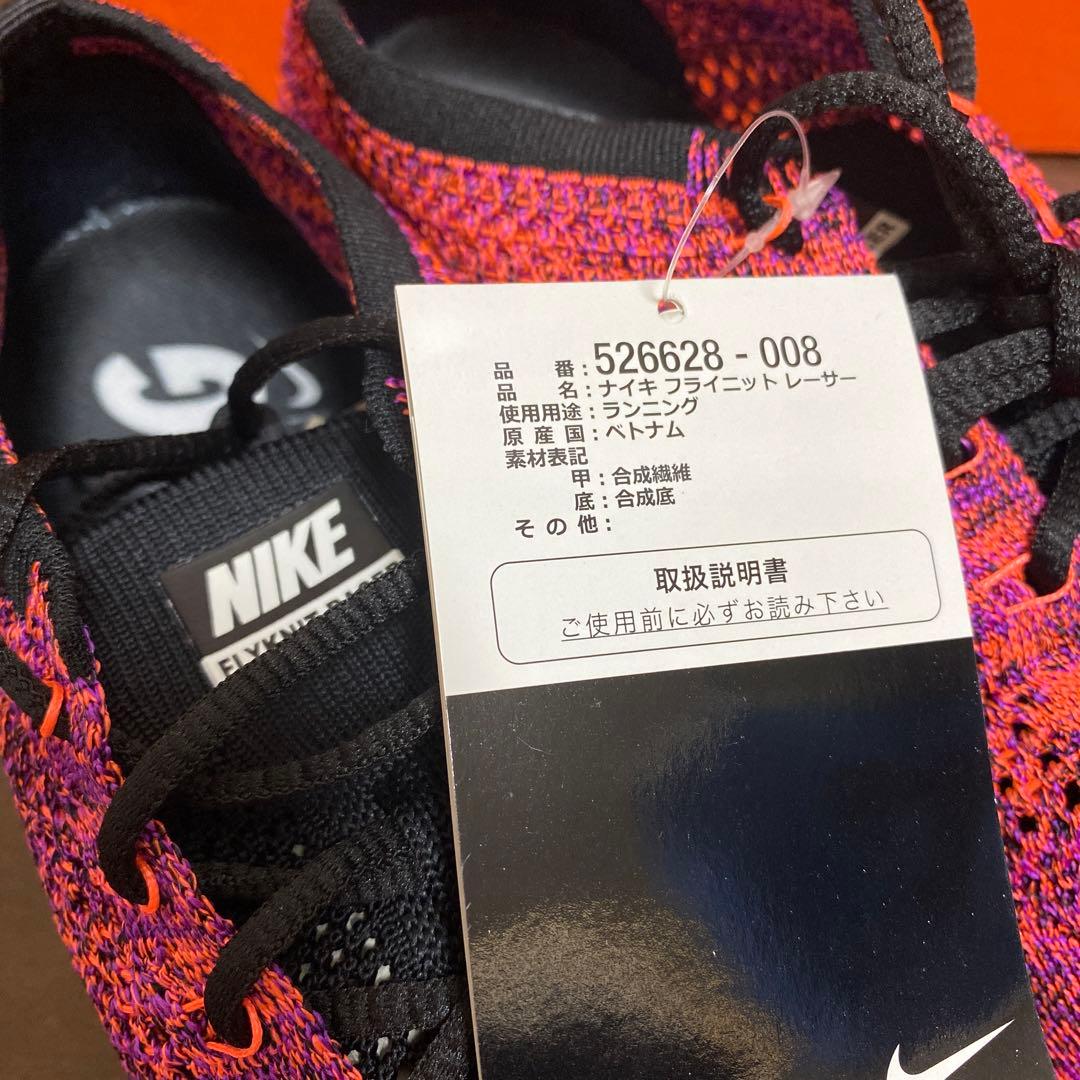 品 番：526628 - 008
品 名：ナイキ フライニット レーサー
使用用途：ランニング
原 産 国：ベトナム
素材表記
甲：合成繊維
底：合成底
そ の 他：
取扱説明書
ご使用前に必ずお読み下さい
NIKE